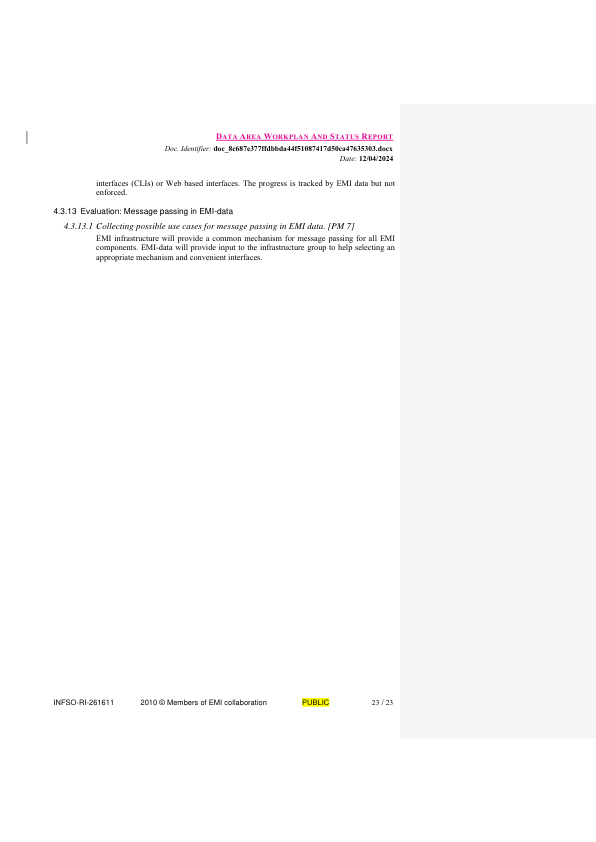 DATA AREA WORKPLAN AND STATUS REPORT
Doc. Identifier: doc_8e687e377ffdbbda44f51087417d50ca47635303.docx
Date: 12/04/2024
interfaces (CLIs) or Web based interfaces. The progress is tracked by EMI data but not
enforced.
4.3.13 Evaluation: Message passing in EMI-data
4.3.13.1 Collecting possible use cases for message passing in EMI data. [PM 7]
EMI infrastructure will provide a common mechanism for message passing for all EMI
components. EMI-data will provide input to the infrastructure group to help selecting an
appropriate mechanism and convenient interfaces.
INFSO-RI-261611 2010 © Members of EMI collaboration PUBLIC 23 / 23